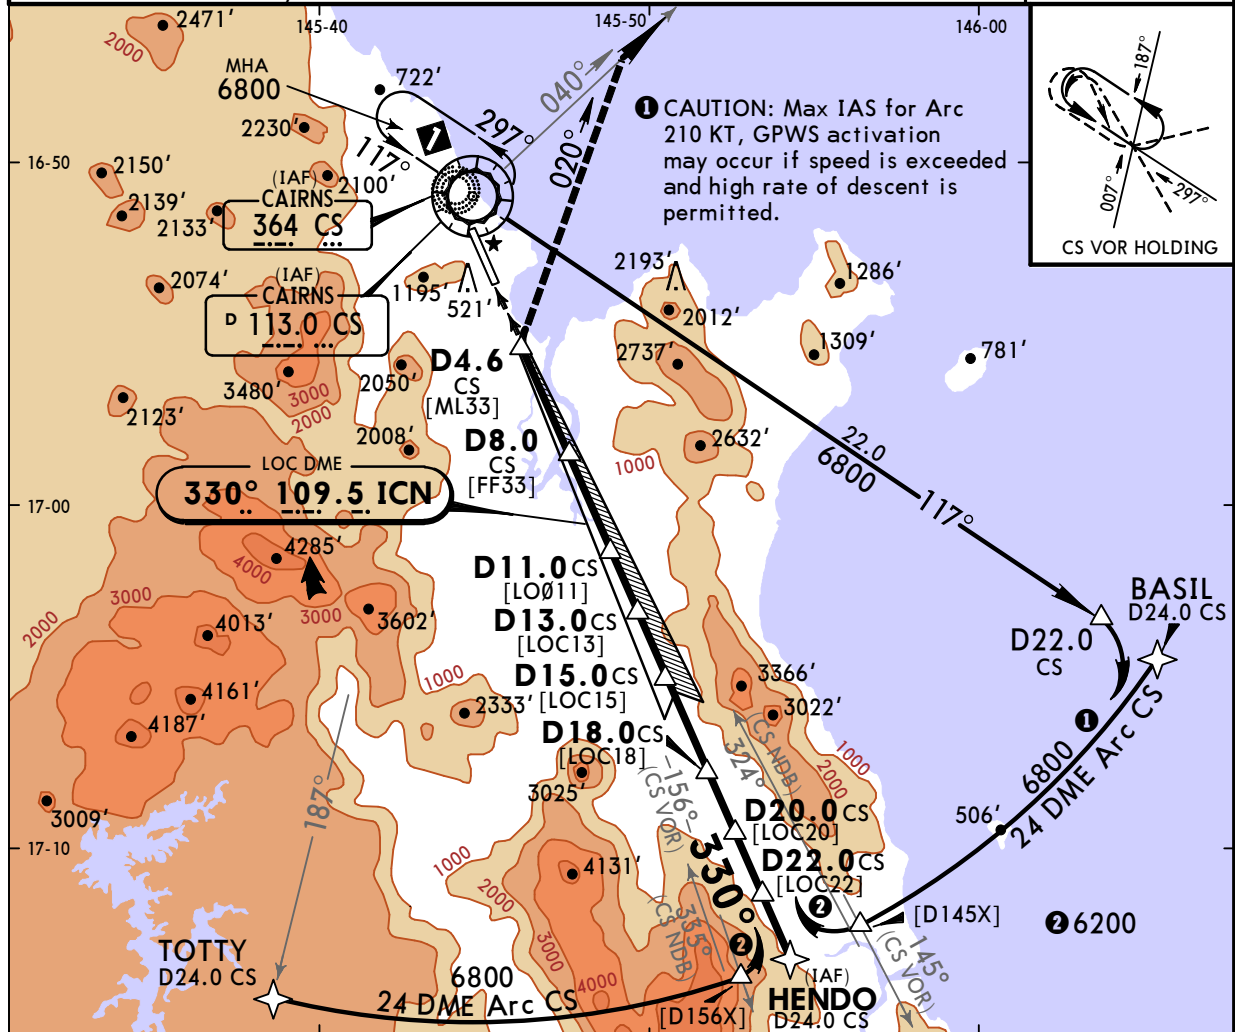 145-40
145-50
146-00
2471'
2000
MHA
6800
722'
2230'
297°
117°
040°
020°
1 CAUTION: Max IAS for Arc
210 KT, GPWS activation
may occur if speed is exceeded
and high rate of descent is
permitted.
187°
007°
297°
CS VOR HOLDING
16-50
2150'
2139'
2133'
2100'
(IAF)
CAIRNS
364 CS
2074'
(IAF)
CAIRNS
D 113.0 CS
1195'
521'
2193'
2012'
1286'
1309'
781'
2737'
3480'
3000
2000
2050'
D4.6
CS
[ML33]
2123'
2008'
D8.0
CS
[FF33]
2632'
1000
22.0
6800
117°
LOC DME
330° 109.5 ICN
17-00
4285'
4000
3000
3000
2000
3602'
4013'
D11.0 CS
[LOØ11]
D13.0 CS
[LOC13]
D15.0 CS
[LOC15]
D18.0 CS
[LOC18]
BASIL
D24.0 CS
D22.0
CS
4161'
4187'
1000
2333'
3366'
3022'
1000
2000
3025'
3009'
187°
156°
(CS VOR)
324°
(CS NDB)
1
6800
24 DME Arc CS
506'
D20.0 CS
[LOC20]
D22.0 CS
[LOC22]
17-10
1000
2000
3000
4000
4131'
330°
335°
(CS NDB)
2
2
[D145X]
2 6200
145°
(CS VOR)
TOTTY
D24.0 CS
6800
24 DME Arc CS
[D156X]
(IAF)
HENDO
D24.0 CS